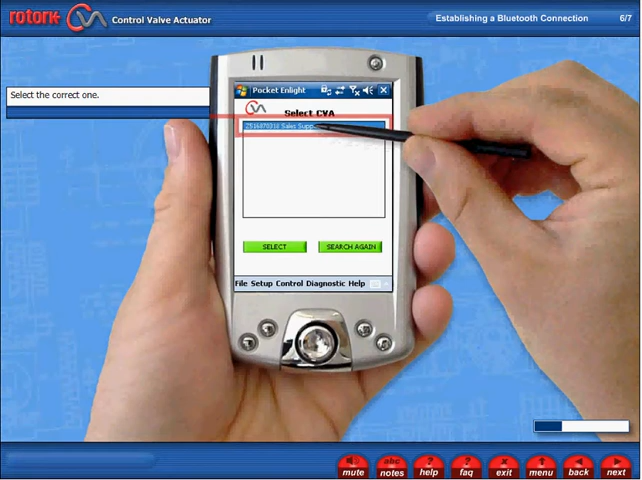 rotork Control Valve Actuator
Establishing a Bluetooth Connection 6/7
Select the correct one.
Pocket Enlight
Select CVA
Sales Supp
SELECT SEARCH AGAIN
File Setup Control Diagnostic Help
abc
mute notes help faq exit menu back next